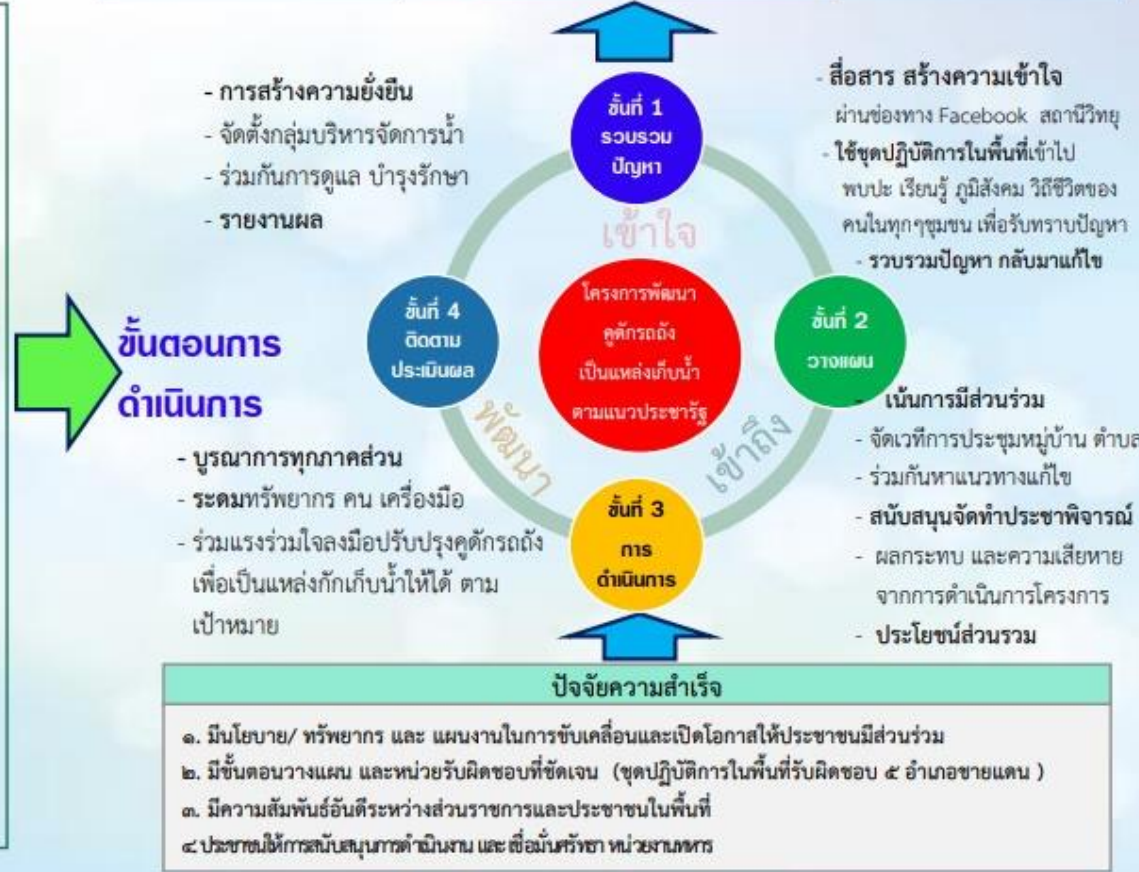 - การสร้างความยั่งยืน
- จัดตั้งกลุ่มบริหารจัดการน้ำ
- ร่วมกันการดูแล บำรุงรักษา
- รายงานผล
ขั้นที่ 1
รวบรวม
ปัญหา
- สื่อสาร สร้างความเข้าใจ
ผ่านช่องทาง Facebook สถานีวิทยุ
- ใช้ชุดปฏิบัติการในพื้นที่เข้าไป
พบปะ เรียนรู้ ภูมิสังคม วิถีชีวิตของ
คนในทุกๆชุมชน เพื่อรับทราบปัญหา
- รวบรวมปัญหา กลับมาแก้ไข
เข้าใจ
ขั้นตอนการ
ดำเนินการ
ขั้นที่ 4
ติดตาม
ประเมินผล
โครงการพัฒนา
คูดักรถถัง
เป็นแหล่งเก็บน้ำ
ตามแนวประชารัฐ
ขั้นที่ 2
วางแผน
พัฒนา
เข้าถึง
- บูรณาการทุกภาคส่วน
- ระดมทรัพยากร คน เครื่องมือ
- ร่วมแรงร่วมใจลงมือปรับปรุงคูดักรถถัง
เพื่อเป็นแหล่งกักเก็บน้ำให้ได้ ตาม
เป้าหมาย
ขั้นที่ 3
การ
ดำเนินการ
- เน้นการมีส่วนร่วม
- จัดเวทีการประชุมหมู่บ้าน ตำบล
- ร่วมกันหาแนวทางแก้ไข
- สนับสนุนจัดทำประชาพิจารณ์
- ผลกระทบ และความเสียหาย
จากการดำเนินการโครงการ
- ประโยชน์ส่วนรวม
ปัจจัยความสำเร็จ
๑. มีนโยบาย/ ทรัพยากร และ แผนงานในการขับเคลื่อนและเปิดโอกาสให้ประชาชนมีส่วนร่วม
๒. มีขั้นตอนวางแผน และหน่วยรับผิดชอบที่ชัดเจน (ชุดปฏิบัติการในพื้นที่รับผิดชอบ ๕ อำเภอชายแดน )
๓. มีความสัมพันธ์อันดีระหว่างส่วนราชการและประชาชนในพื้นที่
๔. ประชาชนให้การสนับสนุนการดำเนินงาน และ เชื่อมั่นศรัทธา หน่วยงานทหาร